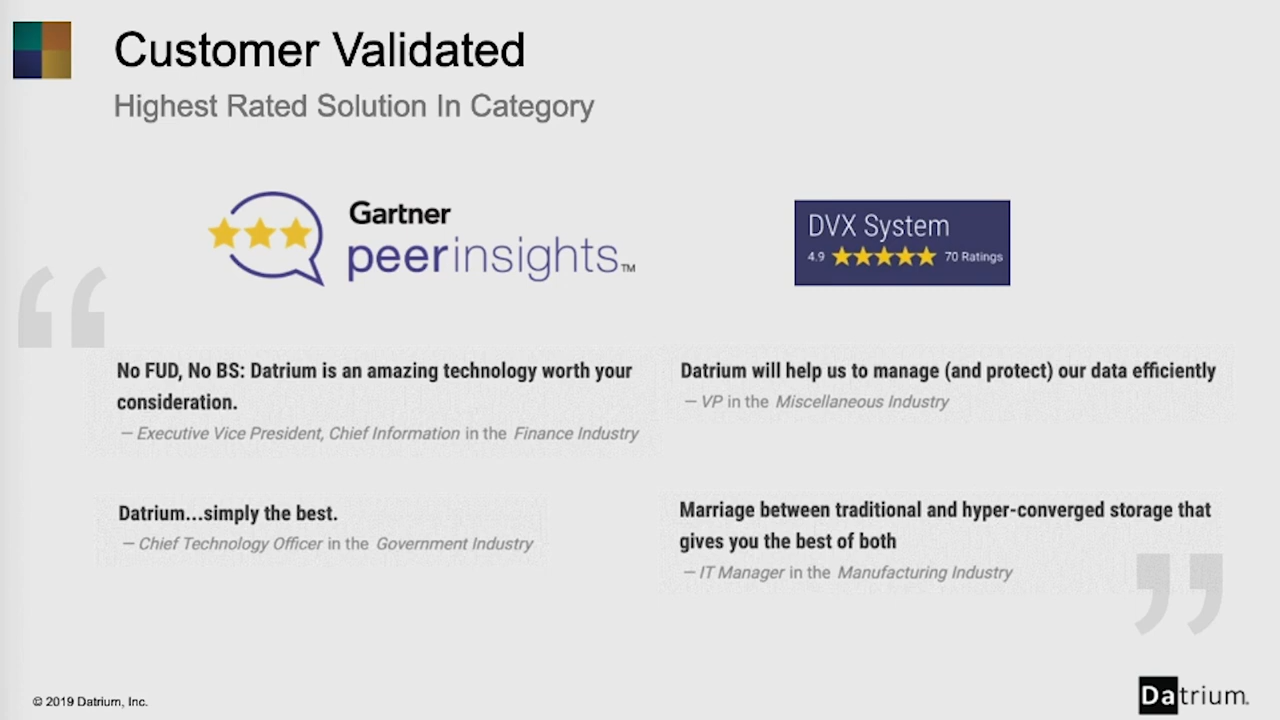 Customer Validated
Highest Rated Solution In Category
Gartner
peerinsights™
DVX System
4.9 70 Ratings
No FUD, No BS: Datrium is an amazing technology worth your
consideration.
— Executive Vice President, Chief Information in the Finance Industry
Datrium will help us to manage (and protect) our data efficiently
— VP in the Miscellaneous Industry
Datrium...simply the best.
— Chief Technology Officer in the Government Industry
Marriage between traditional and hyper-converged storage that
gives you the best of both
— IT Manager in the Manufacturing Industry
© 2019 Datrium, Inc.
Datrium.